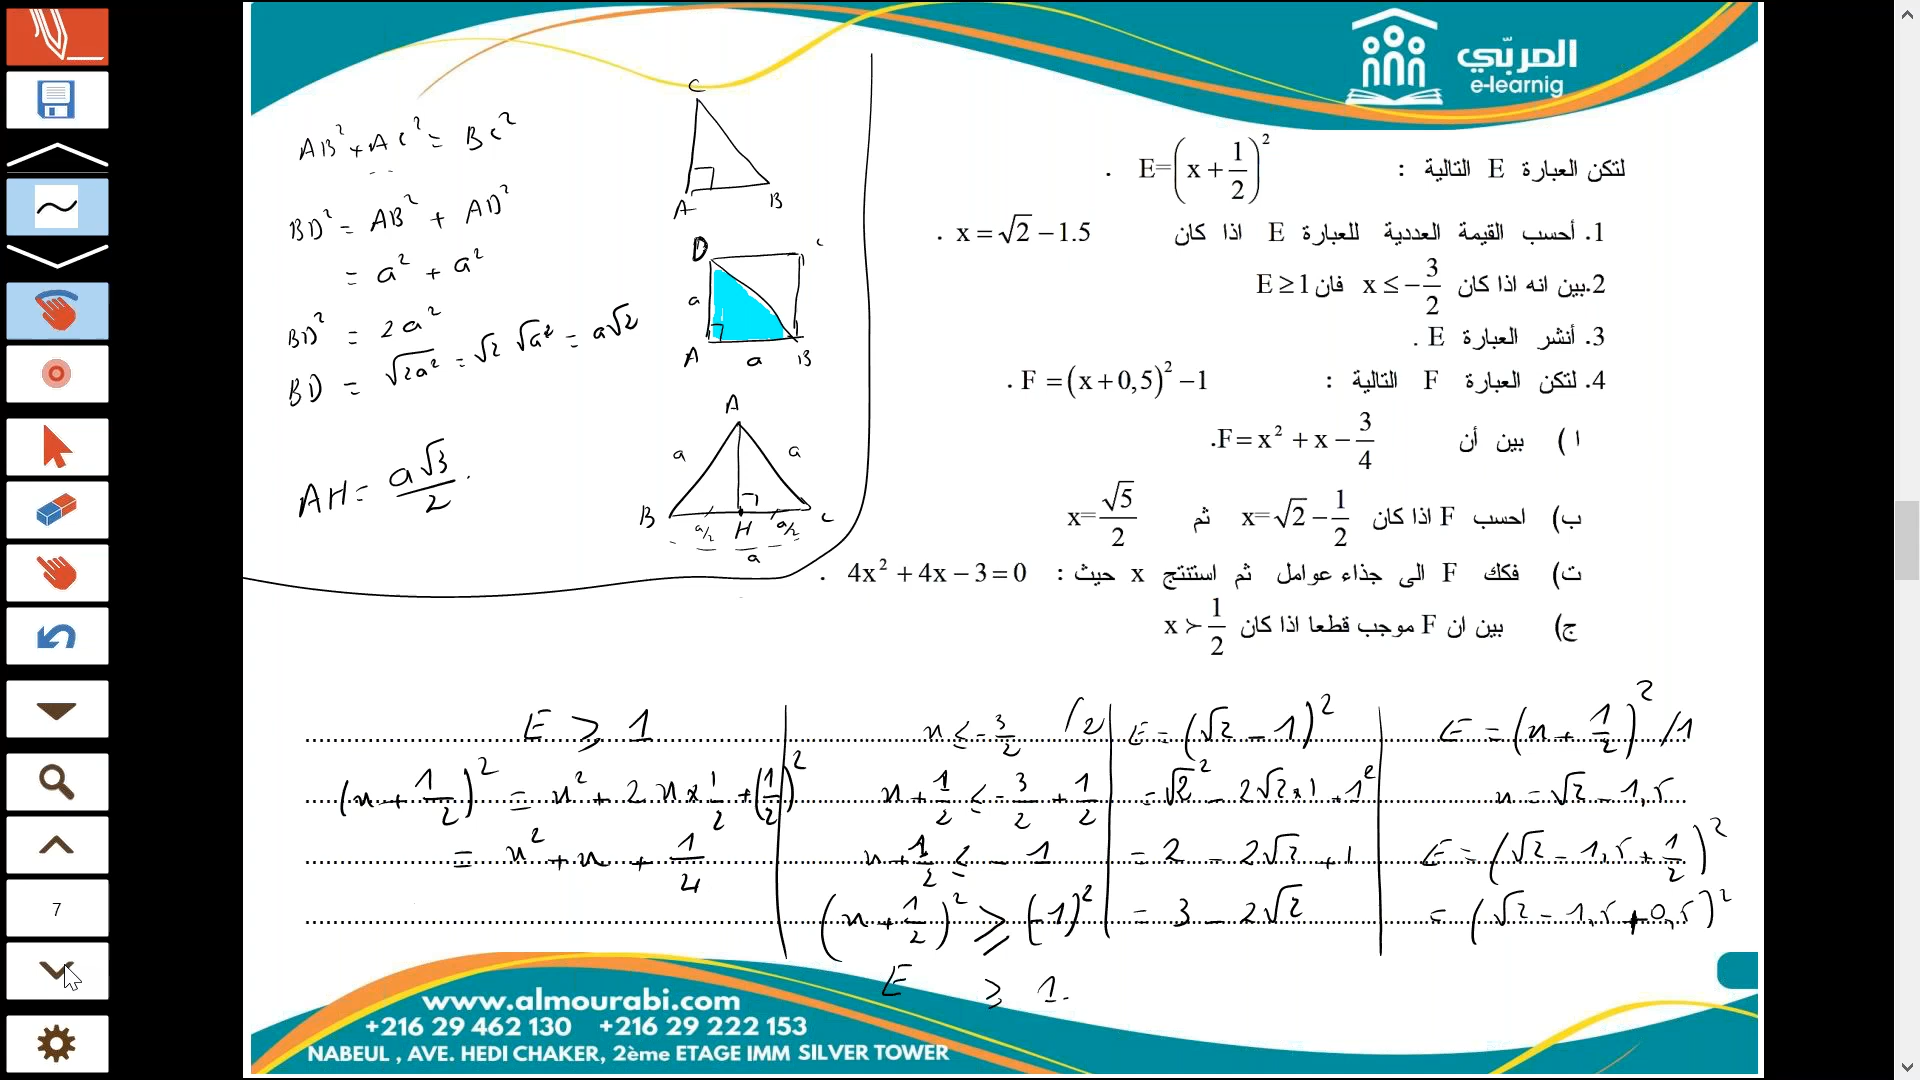 المربّي
e-learnig
لتكن العبارة E التالية : E=(x + 1/2)² .
1. أحسب القيمة العددية للعبارة E اذا كان x = √2 − 1.5 .
2.بين انه اذا كان x ≤ −3/2 فان E ≥ 1
3. أنشر العبارة E .
4. لتكن العبارة F التالية : F = (x + 0,5)² − 1 .
ا ) بين أن F = x² + x − 3/4 .
ب) احسب F اذا كان x= √2 − 1/2 ثم x= √5/2
ت) فكك F الى جذاء عوامل ثم استنتج x حيث : 4x² + 4x − 3 = 0 .
ج) بين ان F موجب قطعا اذا كان x ≻ 1/2
AB² + AC² = BC²
BD² = AB² + AD²
= a² + a²
BD² = 2a²
BD = √2a² = √2 √a² = a√2
AH = a√3/2 .
C
A B
D c
a
A a B
A
a a
B a/2 H a/2 C
a
E = (x + 1/2)² /1
x = √2 − 1,5
E = (√2 − 1,5 + 1/2)²
= (√2 − 1,5 + 0,5)²
E = (√2 − 1)²
= √2² − 2√2×1 + 1²
= 2 − 2√2 + 1
= 3 − 2√2
x ≤ −3/2 /2
x + 1/2 ≤ −3/2 + 1/2
x + 1/2 ≤ −1
(x + 1/2)² ≥ (−1)²
E ≥ 1.
E ≥ 1
(x + 1/2)² = x² + 2x×1/2 + (1/2)²
= x² + x + 1/4
7
www.almourabi.com
+216 29 462 130 +216 29 222 153
NABEUL , AVE. HEDI CHAKER, 2ème ETAGE IMM SILVER TOWER